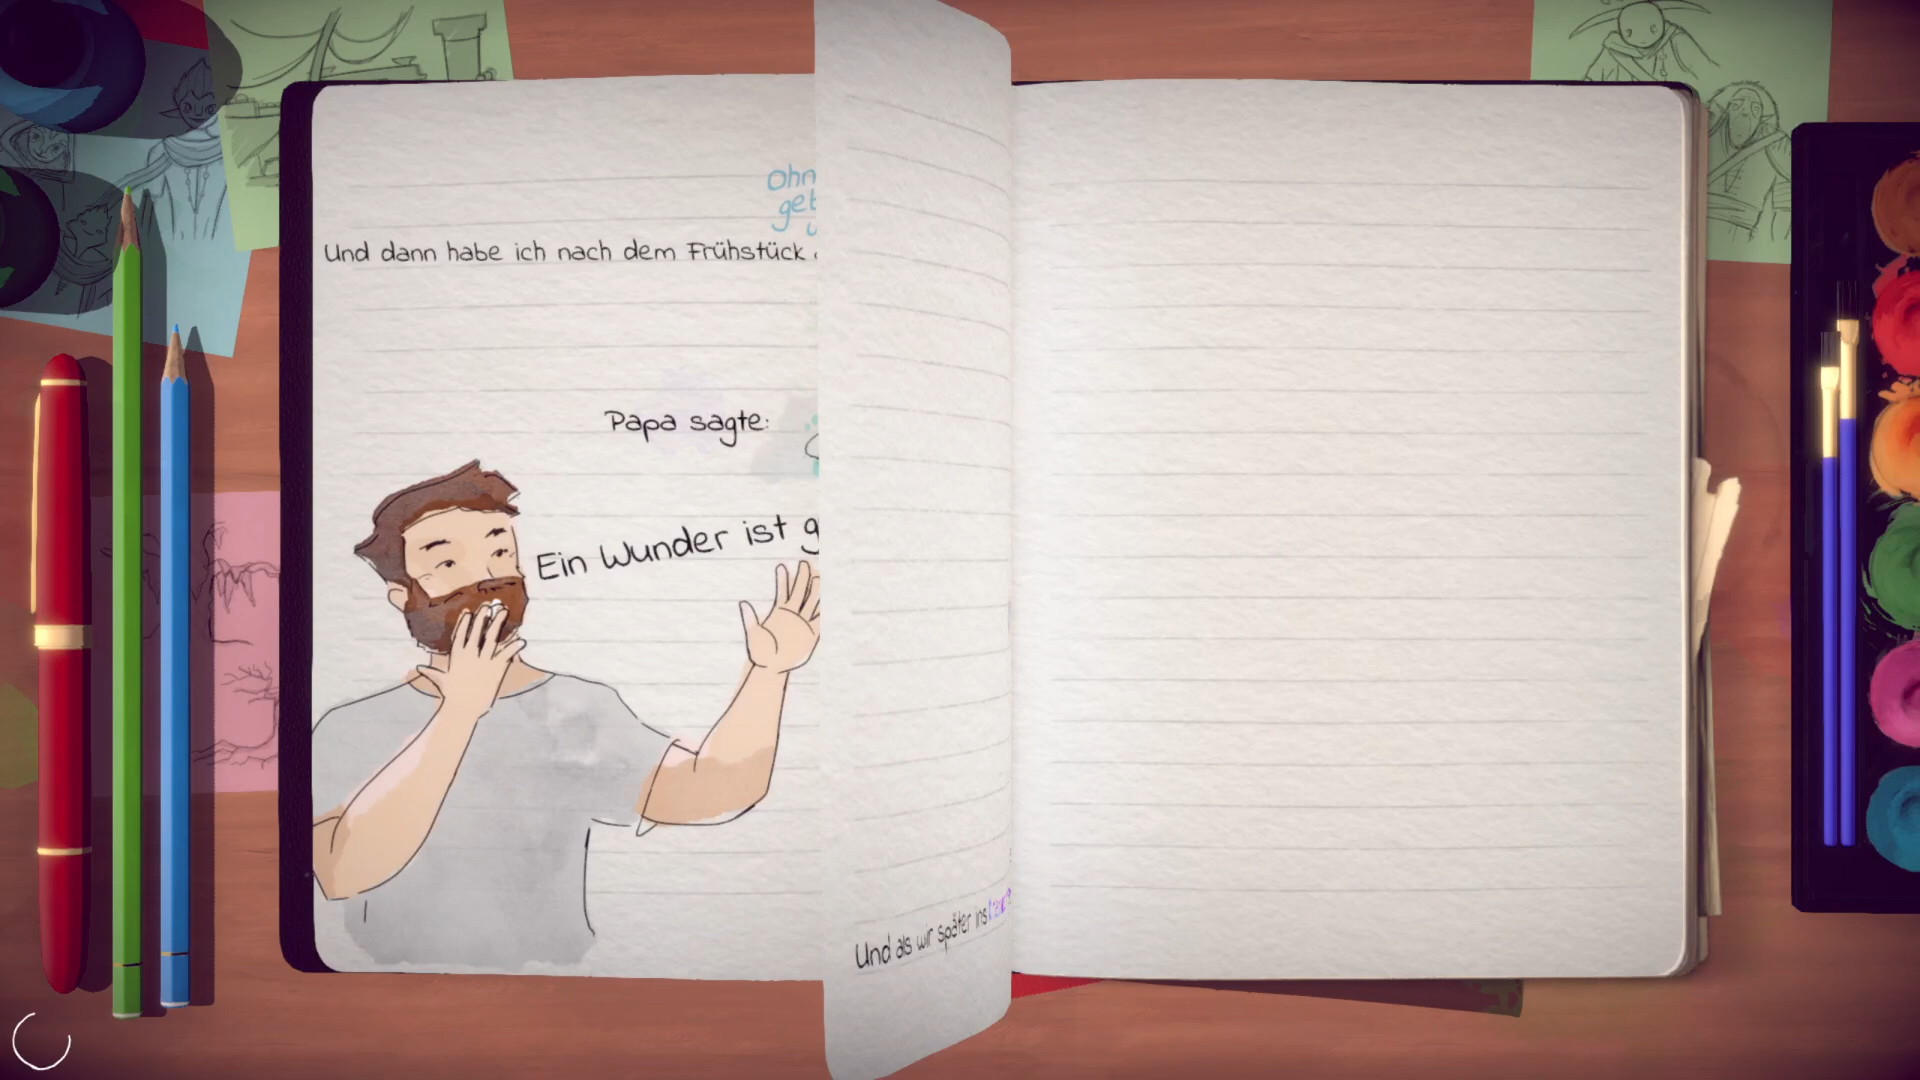 Und dann habe ich nach dem Frühstück
Papa sagte:
Ein Wunder ist
Und als wir später ins